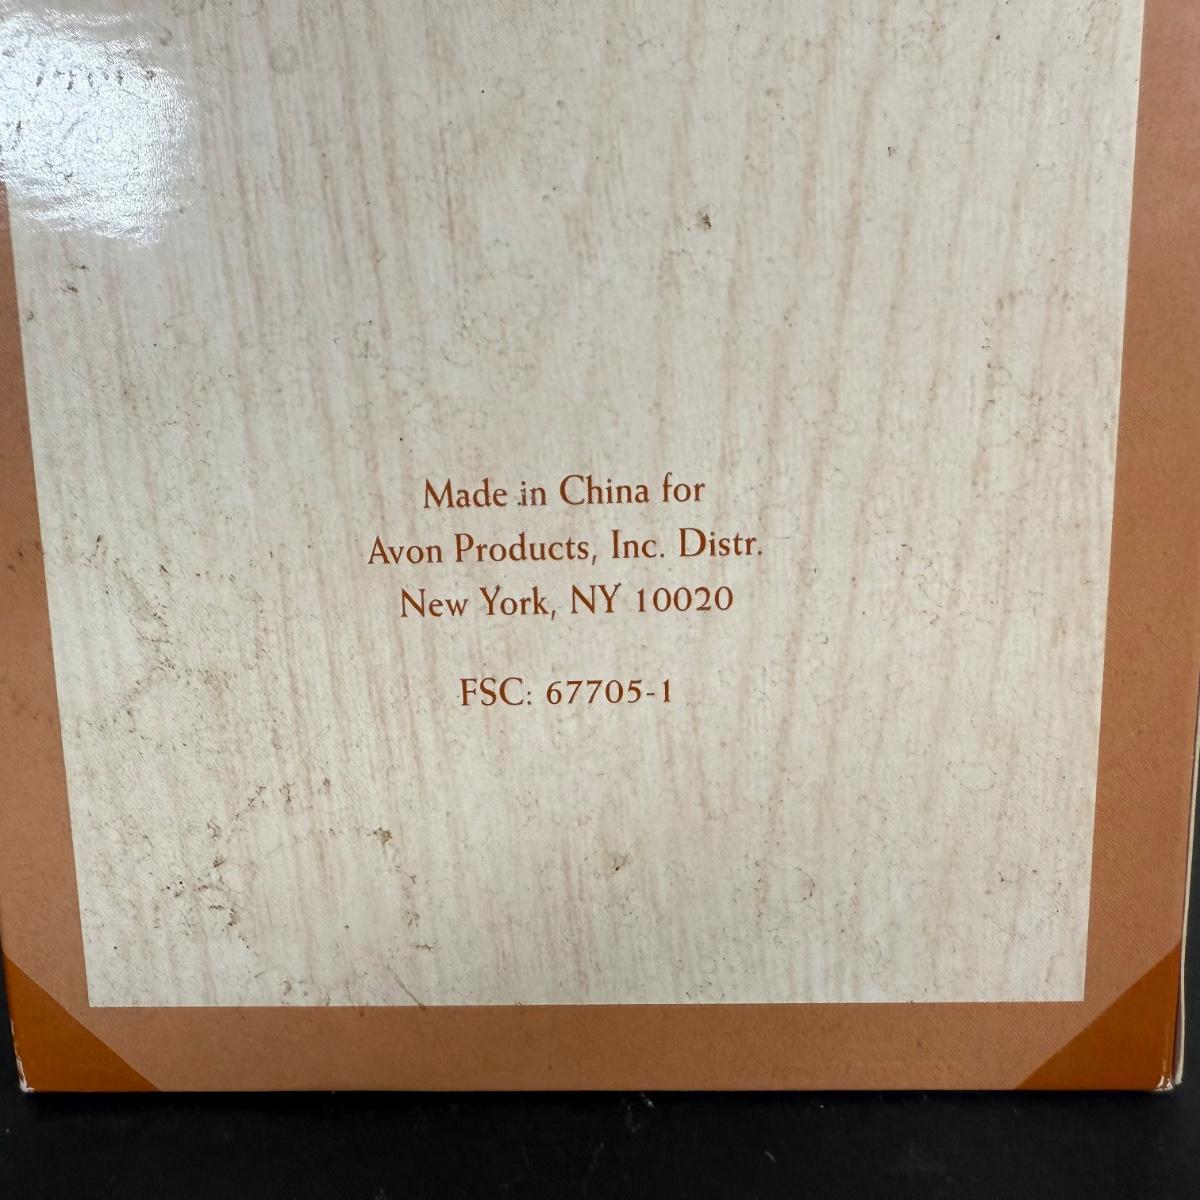 Made in China for
Avon Products, Inc. Distr.
New York, NY 10020
FSC: 67705-1